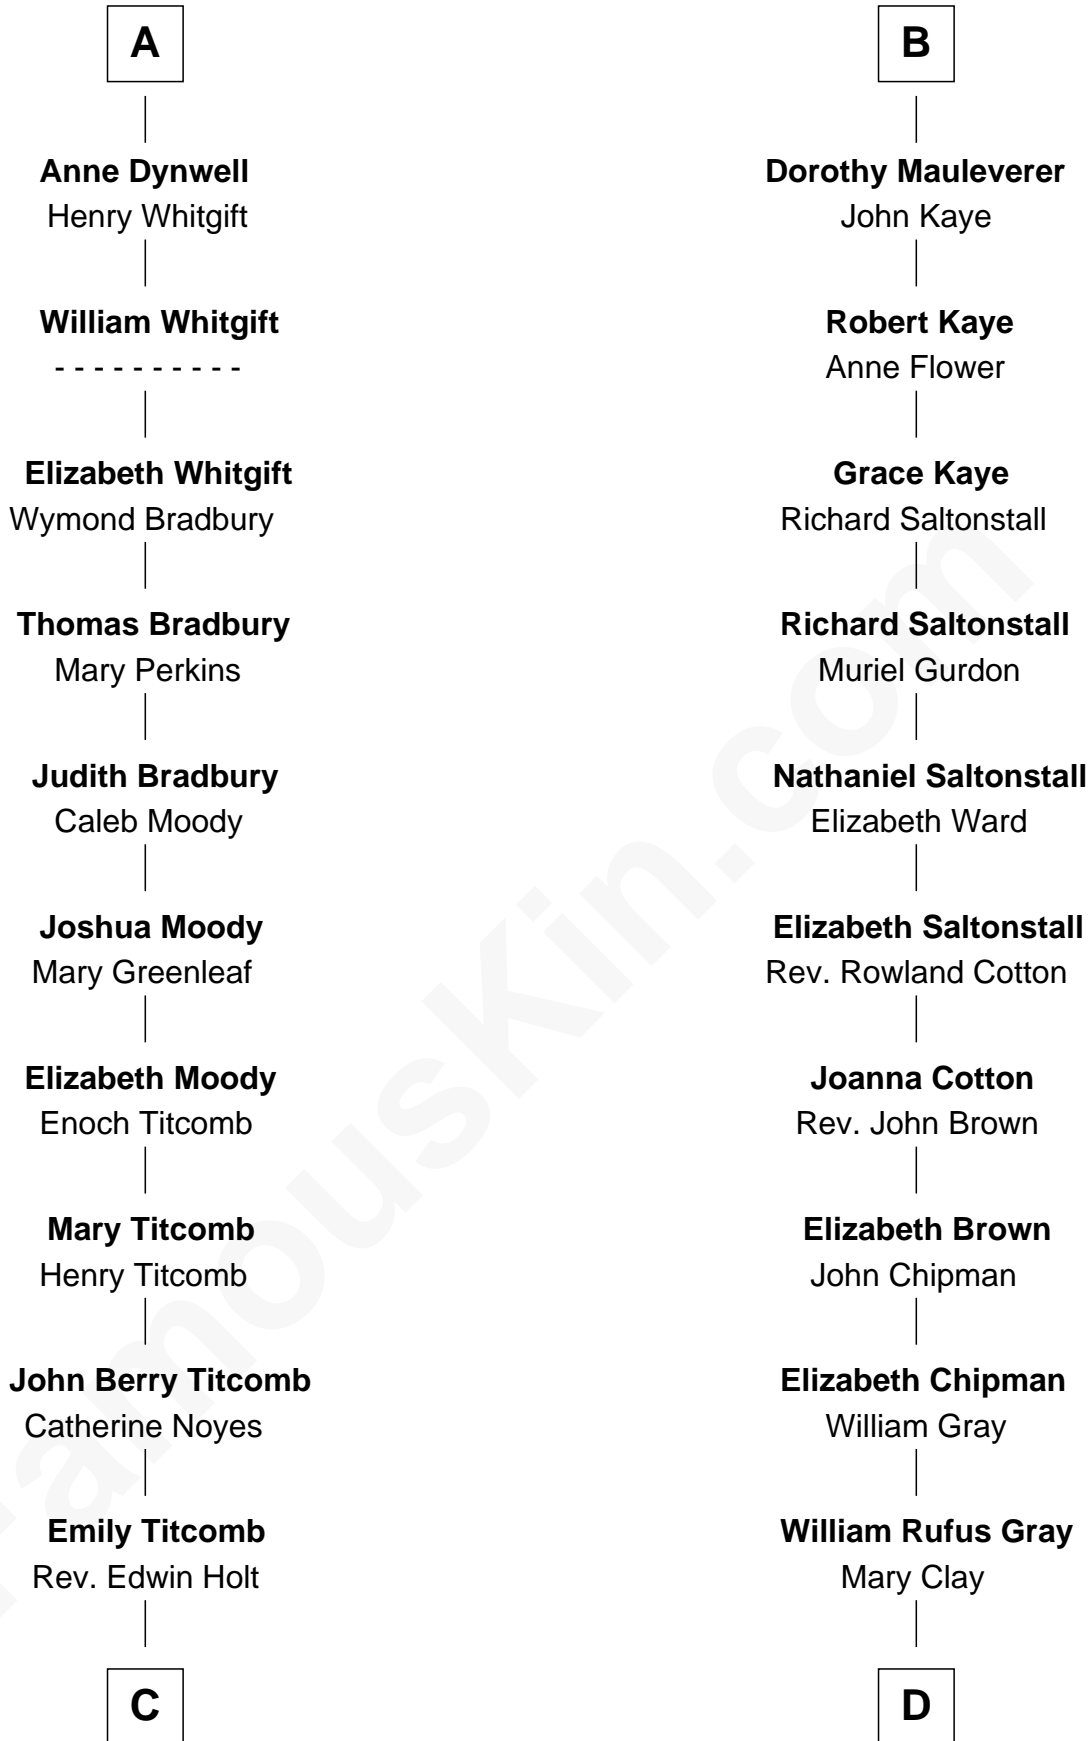 A
Anne Dynwell
Henry Whitgift
William Whitgift
- - - - - - - - - -
Elizabeth Whitgift
Wymond Bradbury
Thomas Bradbury
Mary Perkins
Judith Bradbury
Caleb Moody
Joshua Moody
Mary Greenleaf
Elizabeth Moody
Enoch Titcomb
Mary Titcomb
Henry Titcomb
John Berry Titcomb
Catherine Noyes
Emily Titcomb
Rev. Edwin Holt
C
B
Dorothy Mauleverer
John Kaye
Robert Kaye
Anne Flower
Grace Kaye
Richard Saltonstall
Richard Saltonstall
Muriel Gurdon
Nathaniel Saltonstall
Elizabeth Ward
Elizabeth Saltonstall
Rev. Rowland Cotton
Joanna Cotton
Rev. John Brown
Elizabeth Brown
John Chipman
Elizabeth Chipman
William Gray
William Rufus Gray
Mary Clay
D
FamousKin.com